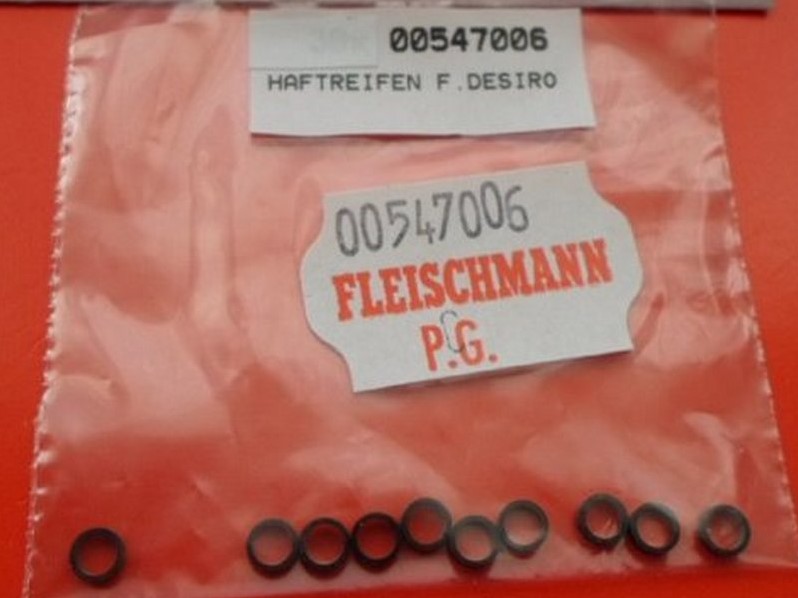 00547006
HAFTREIFEN F.DESIRO
00547006
FLEISCHMANN
P.G.